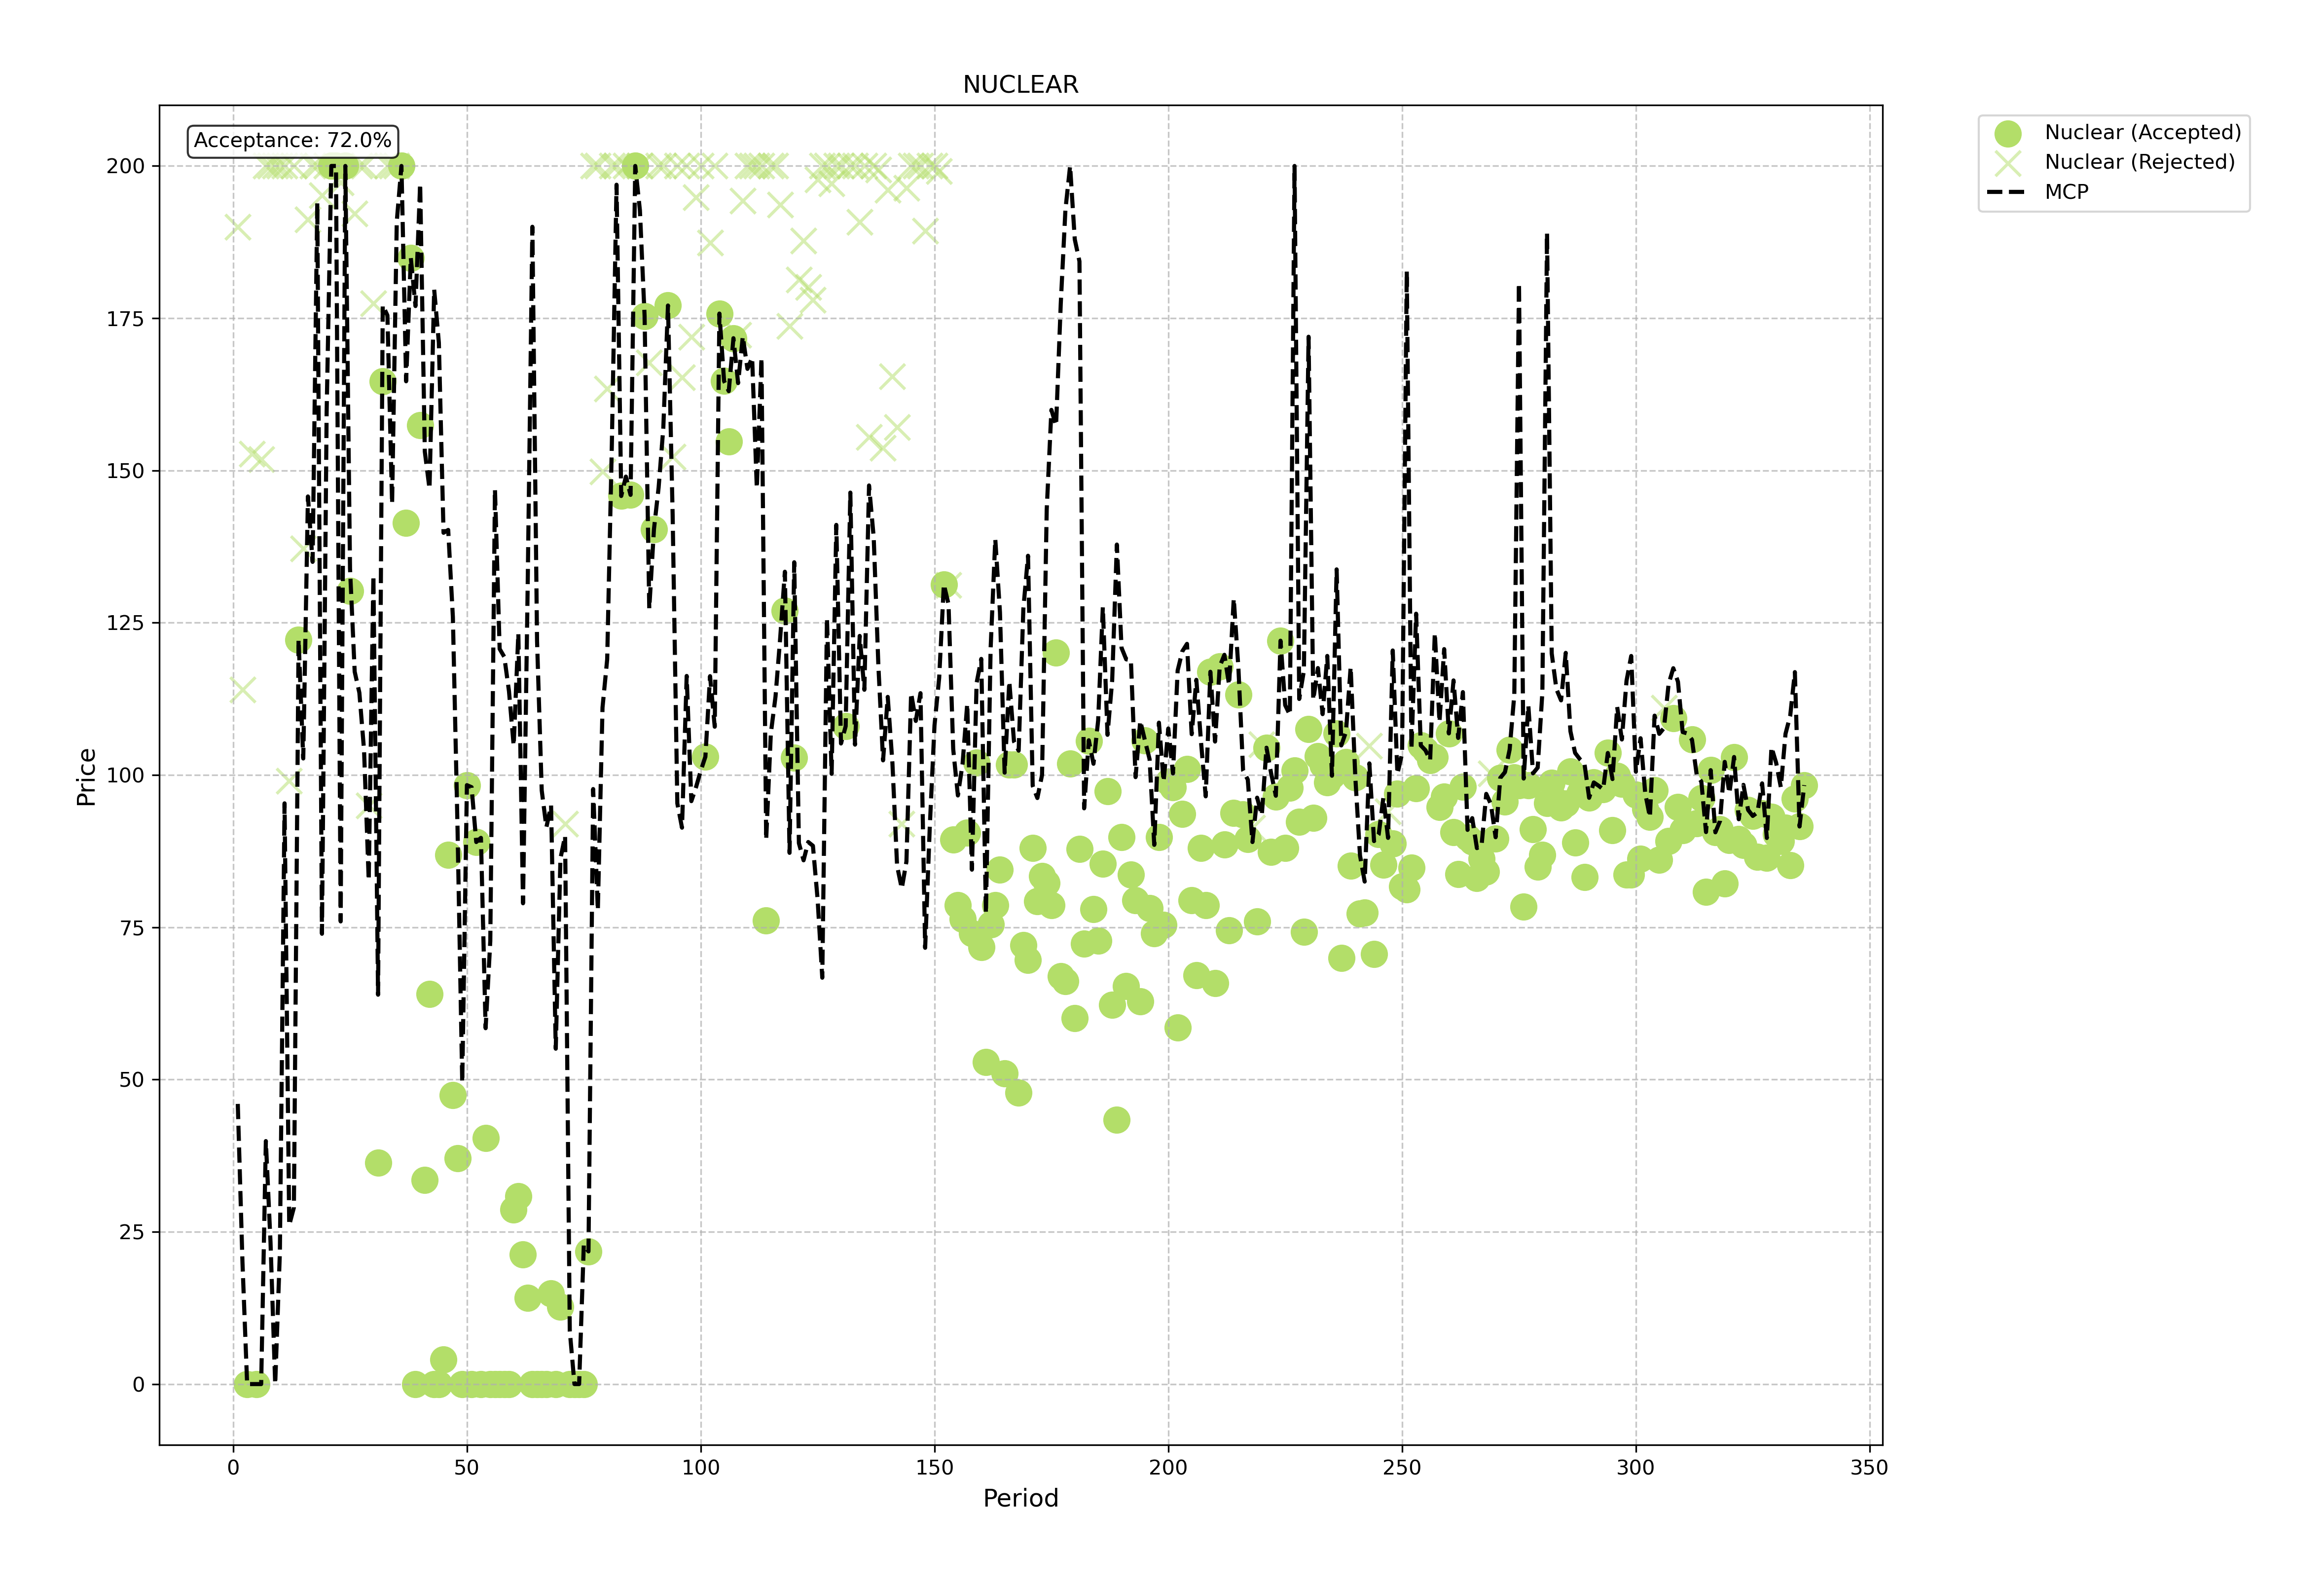 NUCLEAR
Acceptance: 72.0%
Nuclear (Accepted)
Nuclear (Rejected)
MCP
200
175
150
125
100
75
50
25
0
Price
0 50 100 150 200 250 300 350
Period